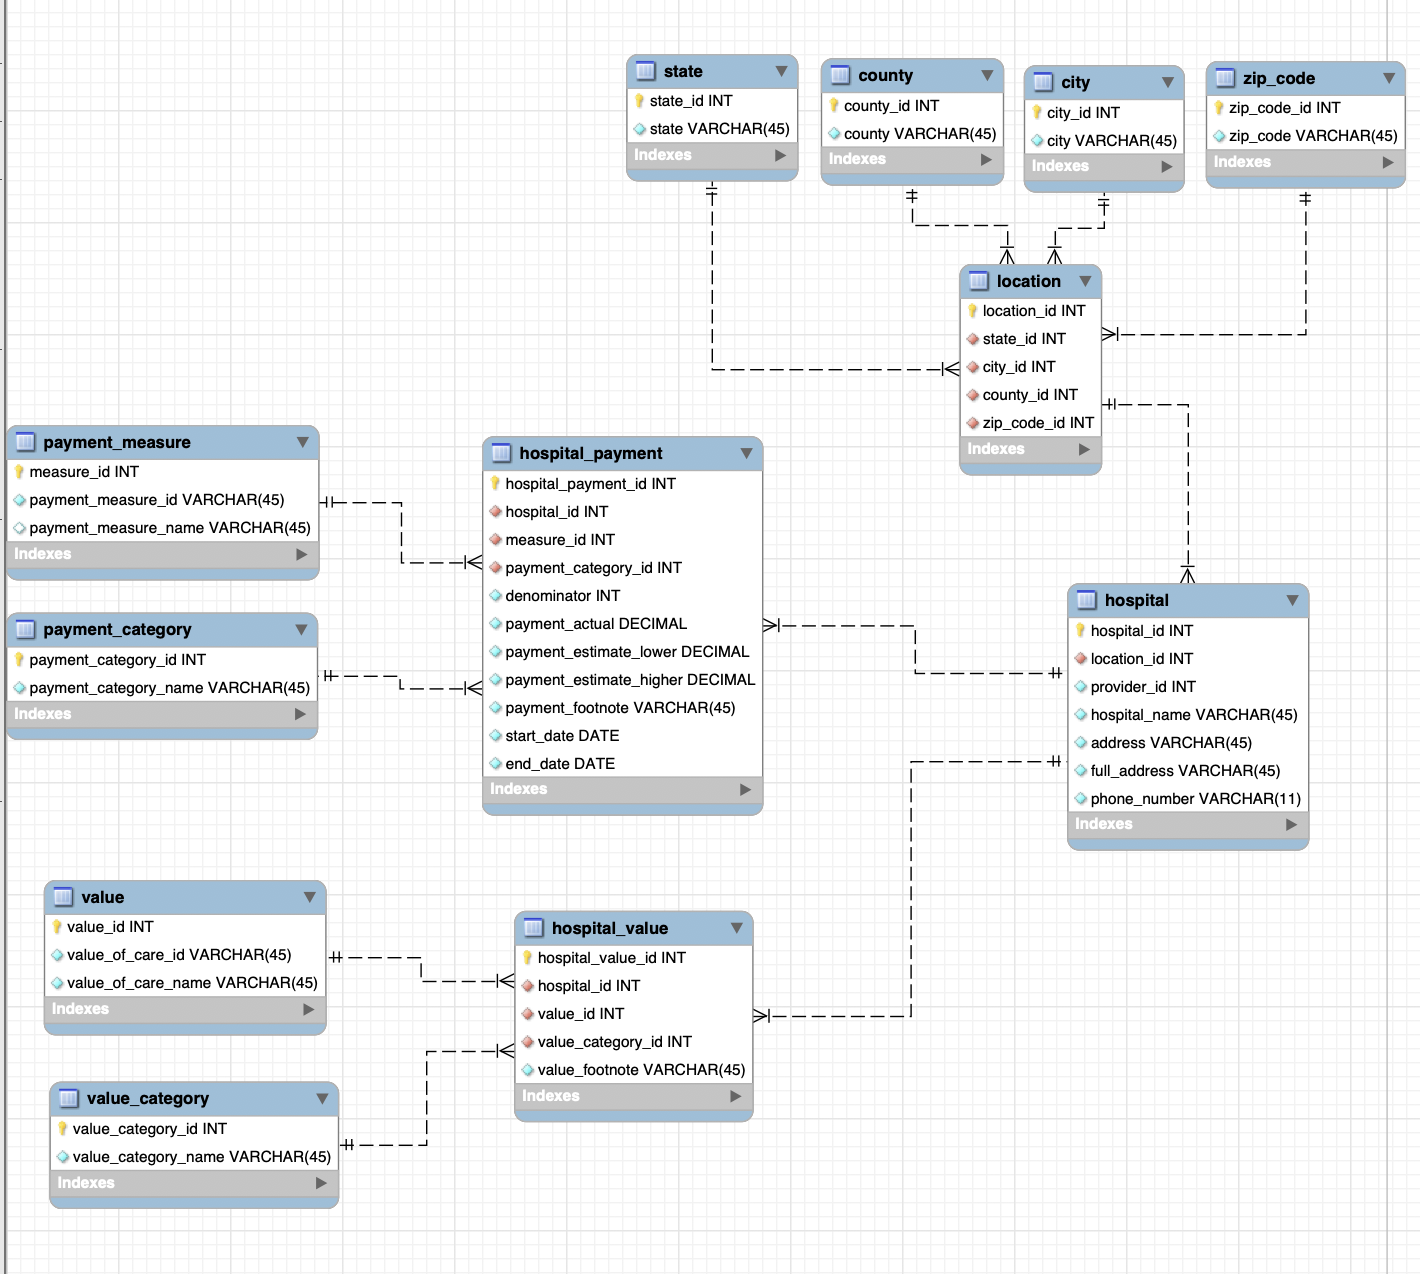 state
state_id INT
state VARCHAR(45)
Indexes
county
county_id INT
county VARCHAR(45)
Indexes
city
city_id INT
city VARCHAR(45)
Indexes
zip_code
zip_code_id INT
zip_code VARCHAR(45)
Indexes
location
location_id INT
state_id INT
city_id INT
county_id INT
zip_code_id INT
Indexes
payment_measure
measure_id INT
payment_measure_id VARCHAR(45)
payment_measure_name VARCHAR(45)
Indexes
hospital_payment
hospital_payment_id INT
hospital_id INT
measure_id INT
payment_category_id INT
denominator INT
payment_actual DECIMAL
payment_estimate_lower DECIMAL
payment_estimate_higher DECIMAL
payment_footnote VARCHAR(45)
start_date DATE
end_date DATE
Indexes
payment_category
payment_category_id INT
payment_category_name VARCHAR(45)
Indexes
hospital
hospital_id INT
location_id INT
provider_id INT
hospital_name VARCHAR(45)
address VARCHAR(45)
full_address VARCHAR(45)
phone_number VARCHAR(11)
Indexes
value
value_id INT
value_of_care_id VARCHAR(45)
value_of_care_name VARCHAR(45)
Indexes
hospital_value
hospital_value_id INT
hospital_id INT
value_id INT
value_category_id INT
value_footnote VARCHAR(45)
Indexes
value_category
value_category_id INT
value_category_name VARCHAR(45)
Indexes